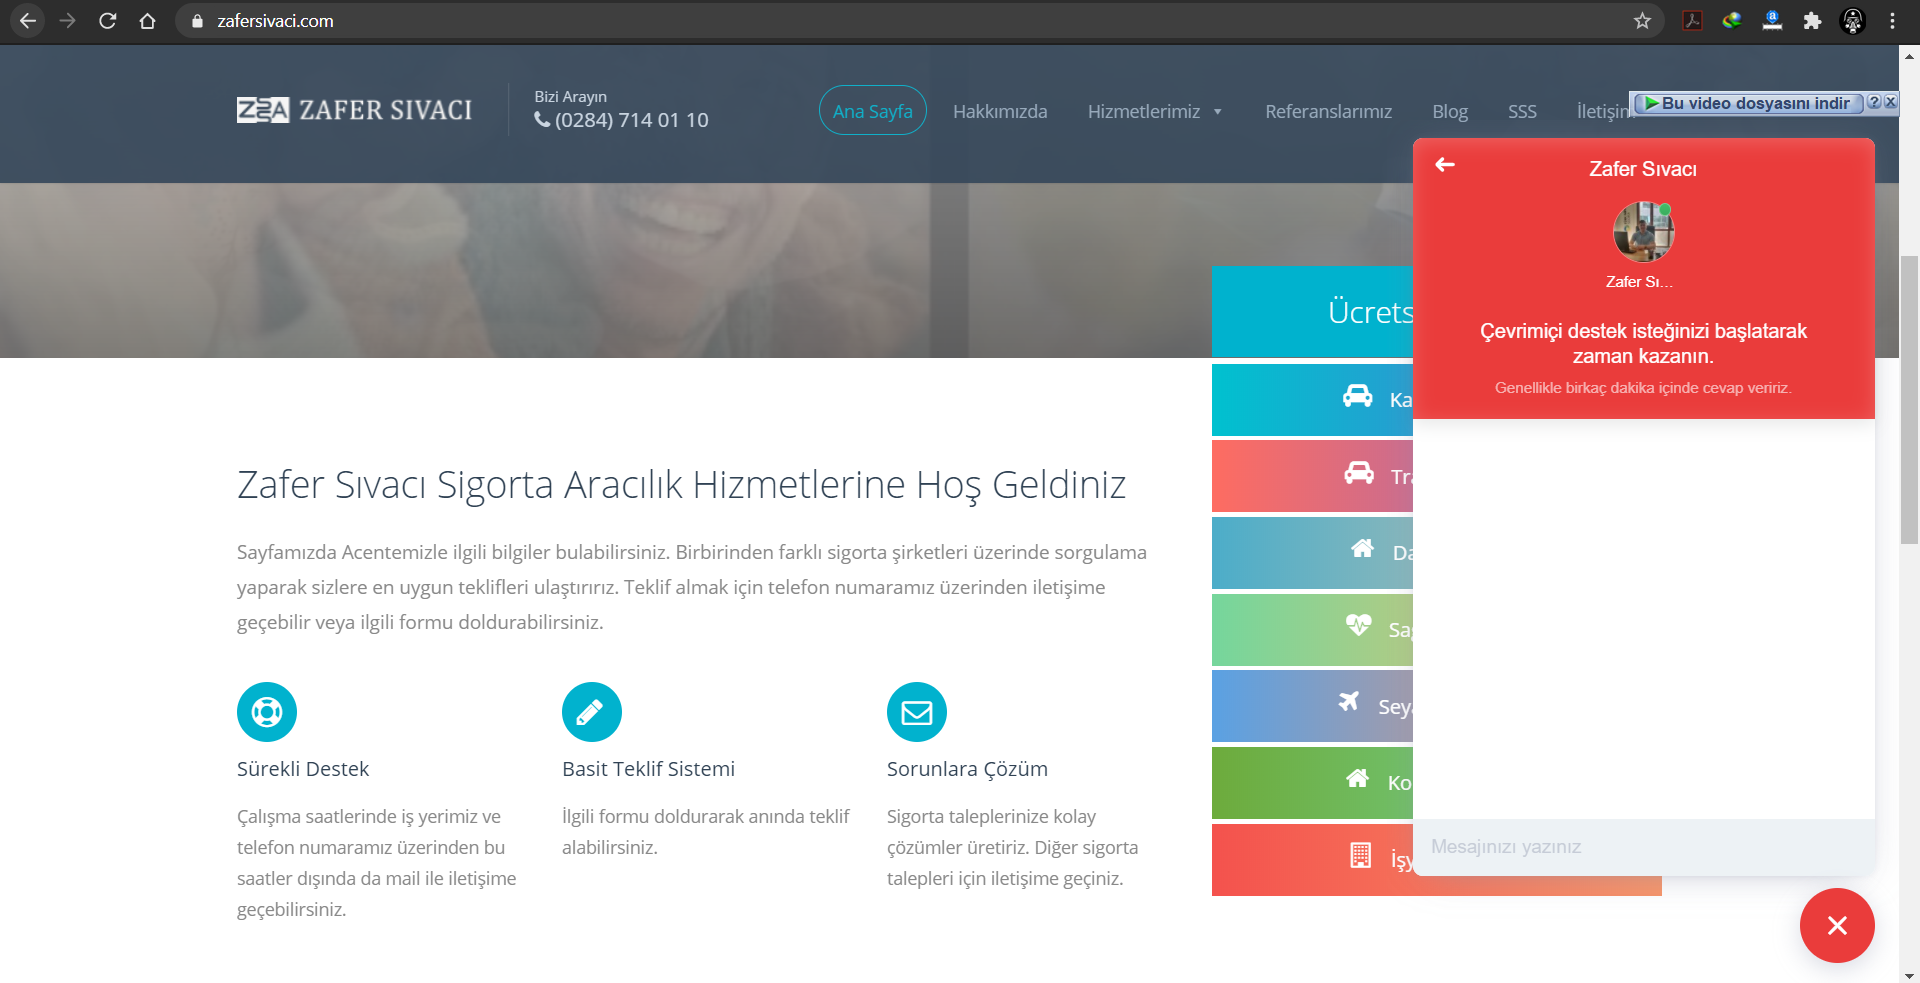 zafersivaci.com
ZSA ZAFER SIVACI
Bizi Arayın
(0284) 714 01 10
Ana Sayfa
Hakkımızda
Hizmetlerimiz
Referanslarımız
Blog
SSS
İletişim
Bu video dosyasını indir
Zafer Sıvacı
Zafer Sı...
Çevrimiçi destek isteğinizi başlatarak
zaman kazanın.
Genellikle birkaç dakika içinde cevap veririz.
Ücrets
Ka
Tra
Da
Sağ
Seya
Ko
İşy
Zafer Sıvacı Sigorta Aracılık Hizmetlerine Hoş Geldiniz
Sayfamızda Acentemizle ilgili bilgiler bulabilirsiniz. Birbirinden farklı sigorta şirketleri üzerinde sorgulama
yaparak sizlere en uygun teklifleri ulaştırırız. Teklif almak için telefon numaramız üzerinden iletişime
geçebilir veya ilgili formu doldurabilirsiniz.
Sürekli Destek
Çalışma saatlerinde iş yerimiz ve
telefon numaramız üzerinden bu
saatler dışında da mail ile iletişime
geçebilirsiniz.
Basit Teklif Sistemi
İlgili formu doldurarak anında teklif
alabilirsiniz.
Sorunlara Çözüm
Sigorta taleplerinize kolay
çözümler üretiriz. Diğer sigorta
talepleri için iletişime geçiniz.
Mesajınızı yazınız